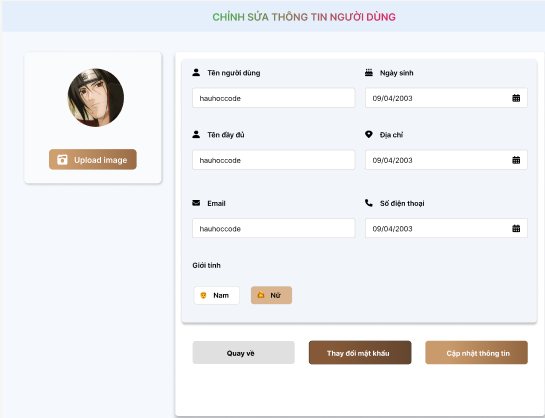 CHỈNH SỬA THÔNG TIN NGƯỜI DÙNG
Upload image
Tên người dùng
Ngày sinh
hauhoccode
09/04/2003
Tên đầy đủ
Địa chỉ
hauhoccode
09/04/2003
Email
Số điện thoại
hauhoccode
09/04/2003
Giới tính
Nam
Nữ
Quay về
Thay đổi mật khẩu
Cập nhật thông tin